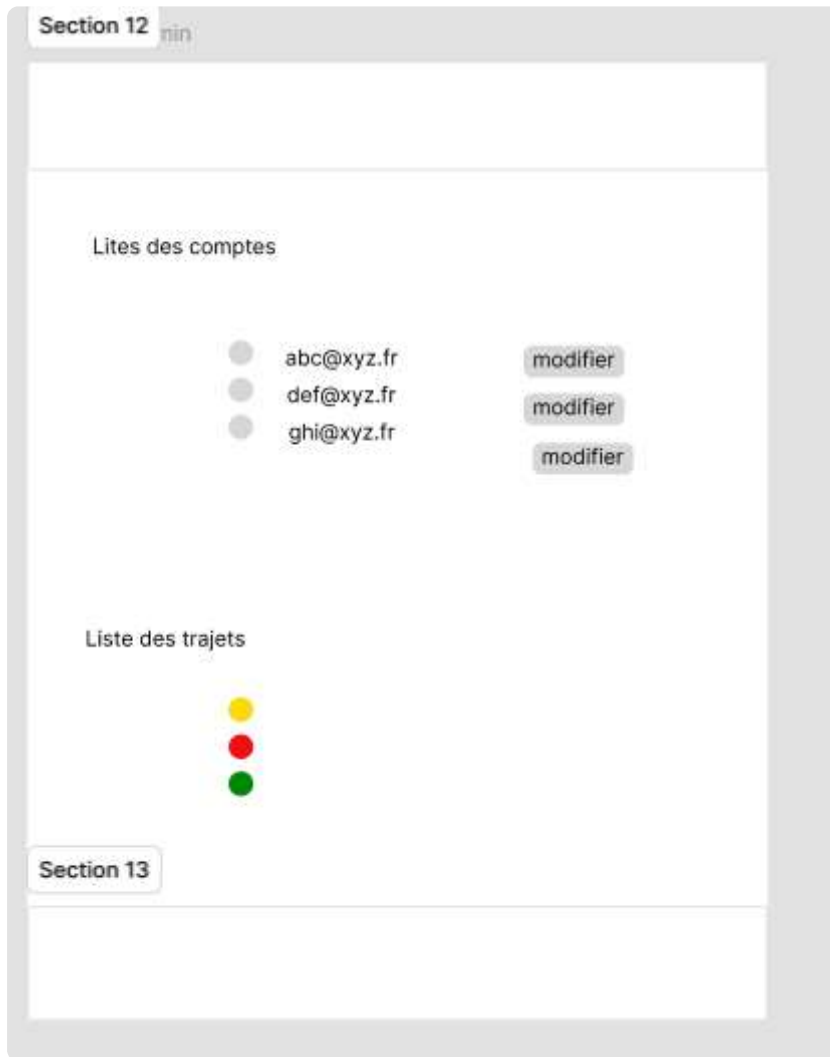 Section 12
nin
Lites des comptes
abc@xyz.fr modifier
def@xyz.fr modifier
ghi@xyz.fr modifier
Liste des trajets
Section 13